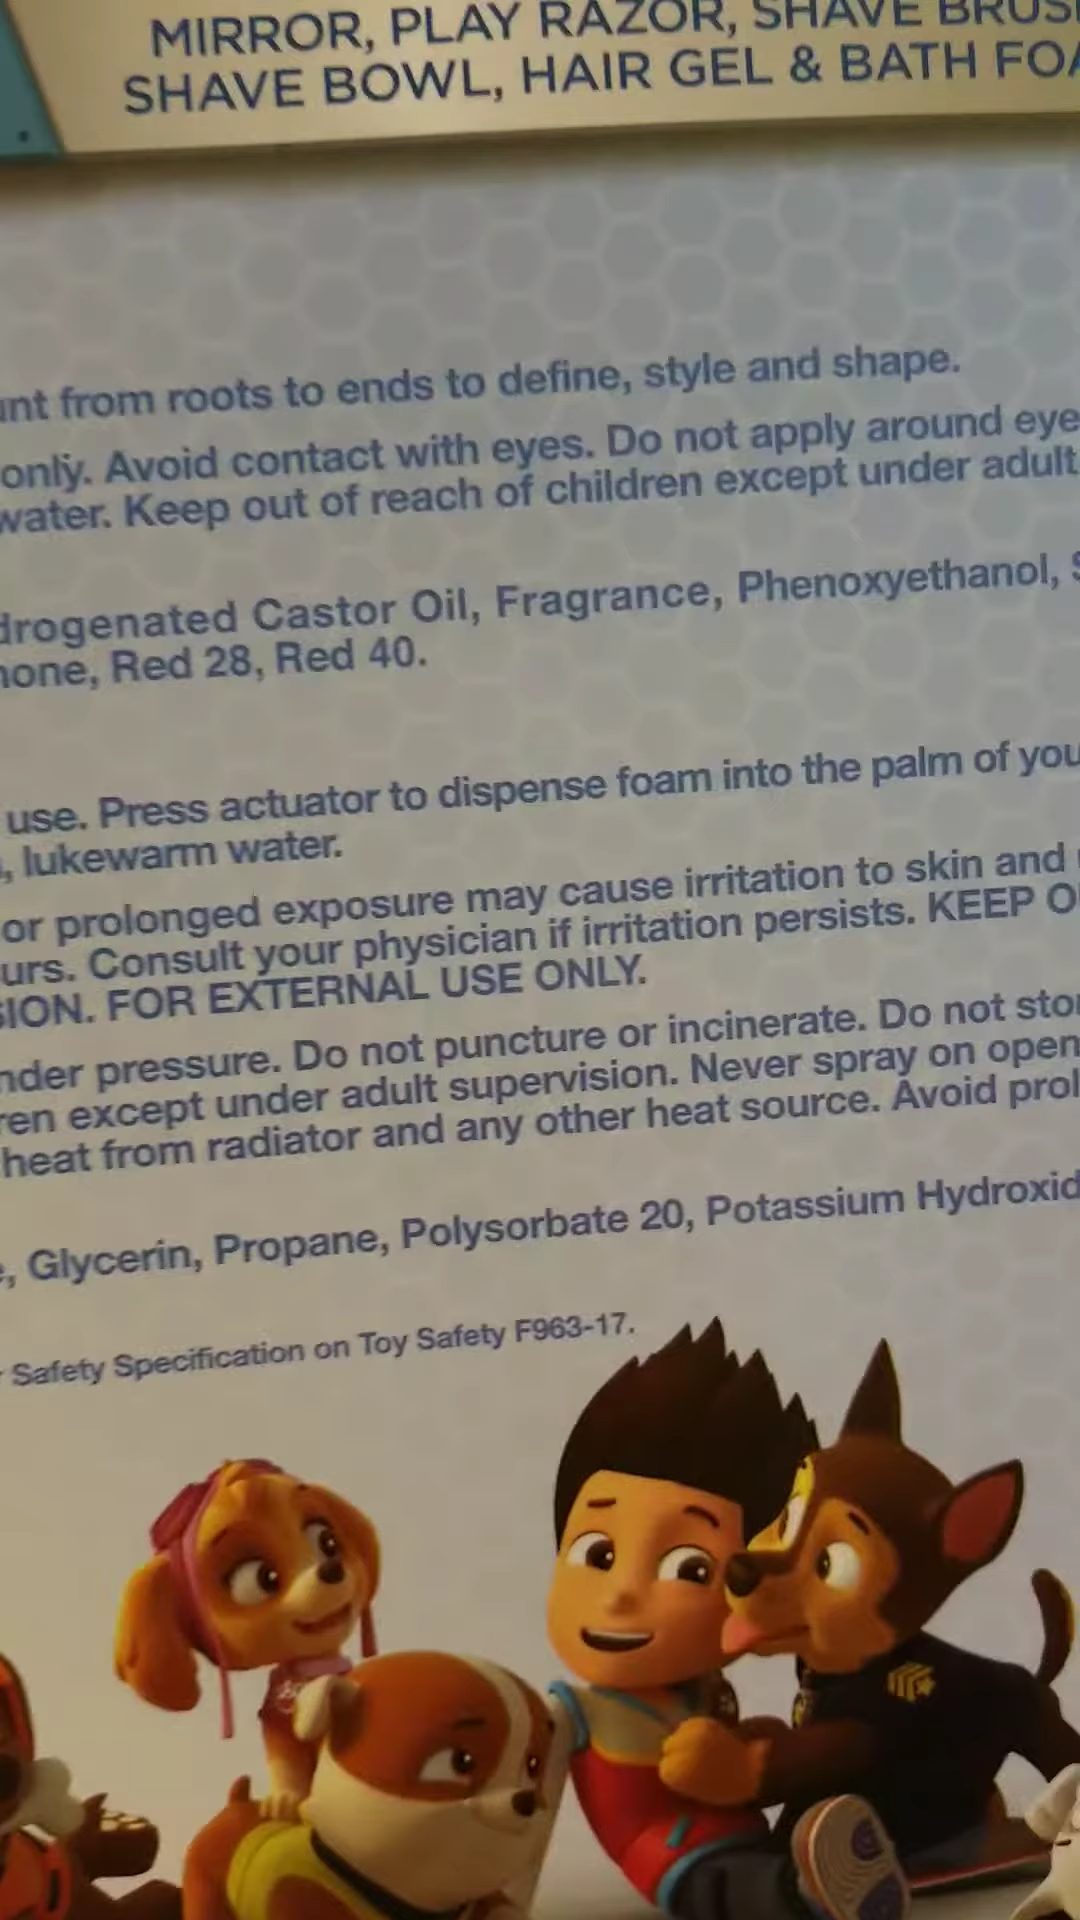 MIRROR, PLAY RAZOR, SHAVE BRUS
SHAVE BOWL, HAIR GEL & BATH FOA
unt from roots to ends to define, style and shape.
only. Avoid contact with eyes. Do not apply around eye
water. Keep out of reach of children except under adult
drogenated Castor Oil, Fragrance, Phenoxyethanol, S
none, Red 28, Red 40.
use. Press actuator to dispense foam into the palm of you
, lukewarm water.
or prolonged exposure may cause irritation to skin and
urs. Consult your physician if irritation persists. KEEP O
SION. FOR EXTERNAL USE ONLY.
nder pressure. Do not puncture or incinerate. Do not stor
ren except under adult supervision. Never spray on open
heat from radiator and any other heat source. Avoid prol
e, Glycerin, Propane, Polysorbate 20, Potassium Hydroxid
r Safety Specification on Toy Safety F963-17.